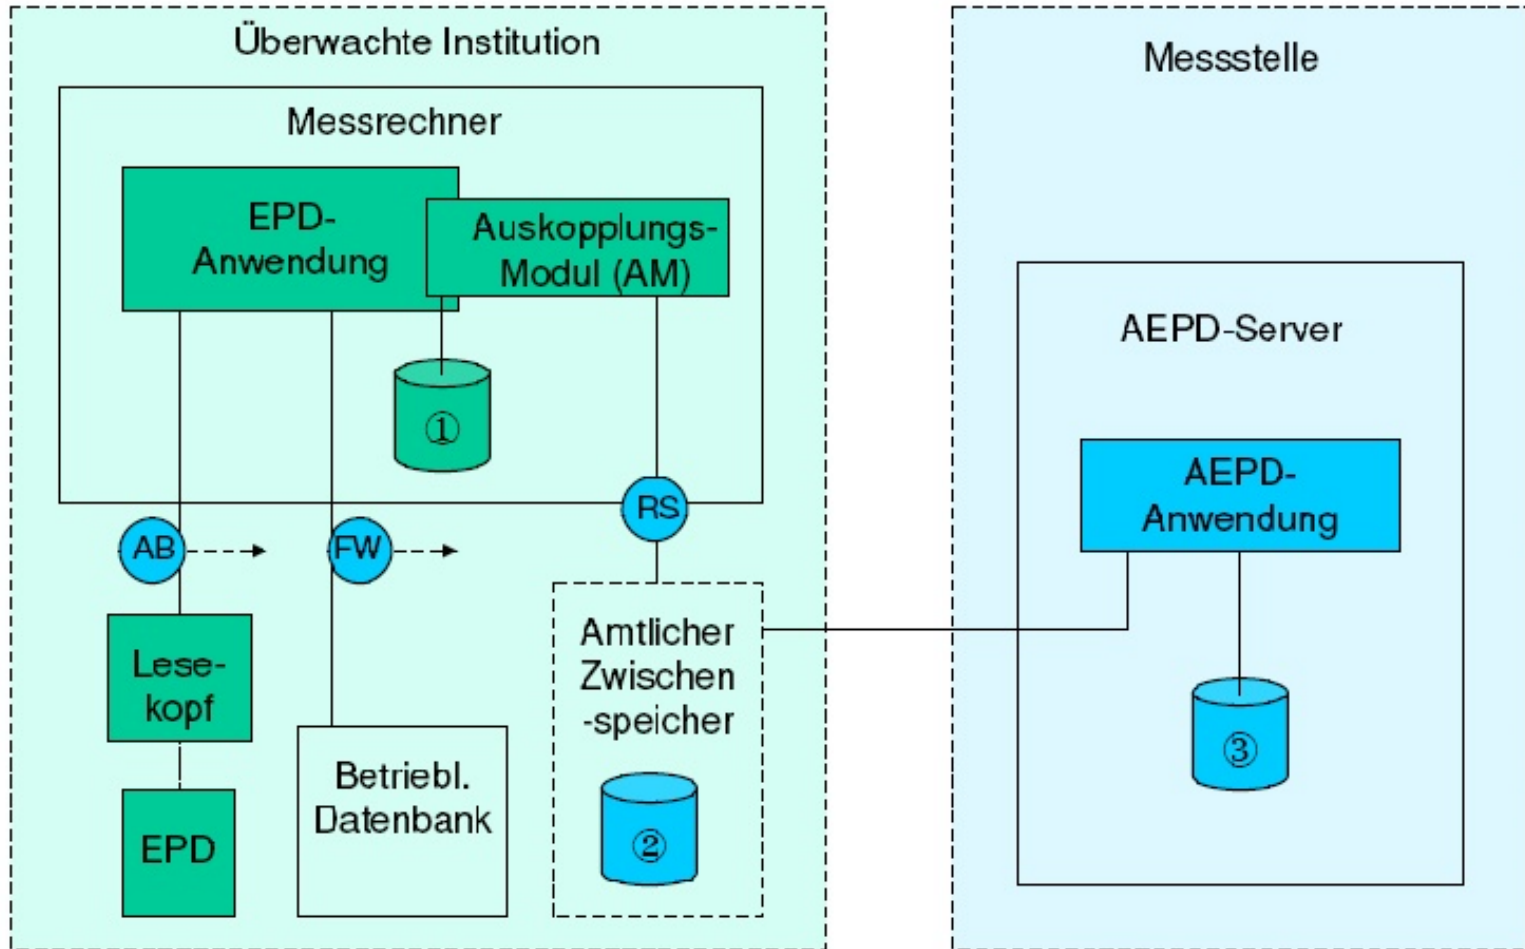 Überwachte Institution
Messrechner
EPD-
Anwendung
Auskopplungs-
Modul (AM)
①
AB
FW
RS
Lese-
kopf
EPD
Betriebl.
Datenbank
Amtlicher
Zwischen
-speicher
②
Messstelle
AEPD-Server
AEPD-
Anwendung
③